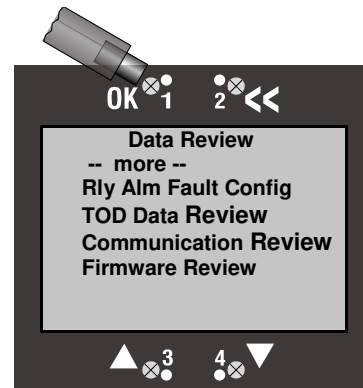 OK 1 2 <<
Data Review
-- more --
Rly Alm Fault Config
TOD Data Review
Communication Review
Firmware Review
3 4